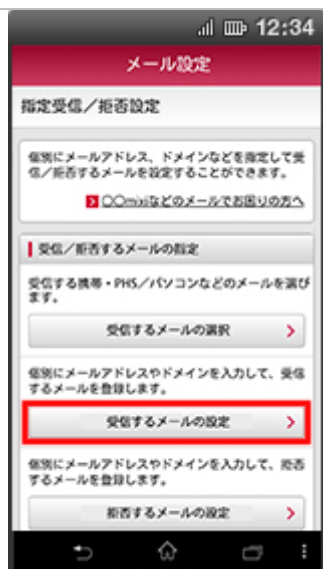 12:34
メール設定
指定受信／拒否設定
個別にメールアドレス、ドメインなどを指定して受
信／拒否するメールを設定することができます。
○○mixiなどのメールでお困りの方へ
受信／拒否するメールの指定
受信する携帯・PHS／パソコンなどのメールを選び
ます。
受信するメールの選択
個別にメールアドレスやドメインを入力して、受信
するメールを登録します。
受信するメールの設定
個別にメールアドレスやドメインを入力して、拒否
するメールを登録します。
拒否するメールの設定